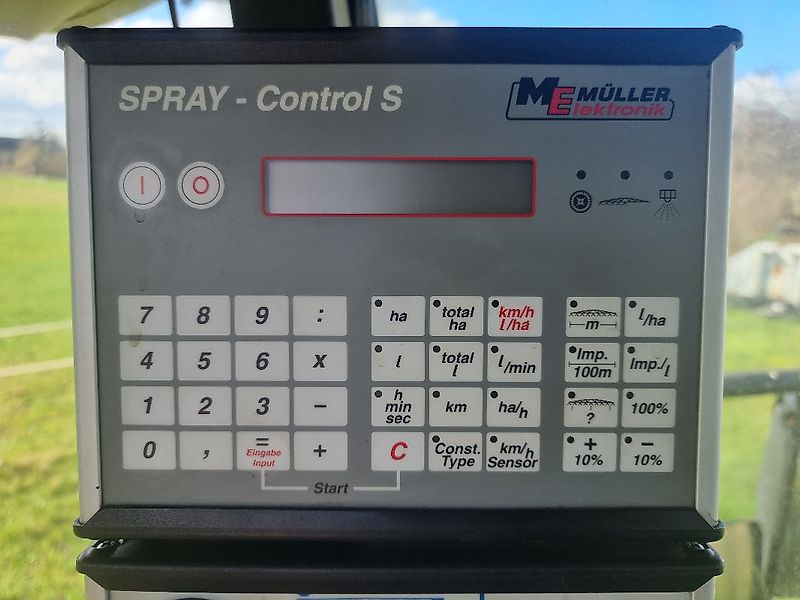 SPRAY - Control S
ME MÜLLER
Elektronik
I O
7 8 9 :
4 5 6 x
1 2 3 -
0 , =
Eingabe
input
+
ha
total
ha
km/h
l/ha
l
total
l
l/min
h
min
sec
km
ha/h
C
Const.
Type
km/h
Sensor
m
l/ha
Imp.
100m
Imp./l
?
100%
+
10%
-
10%
Start